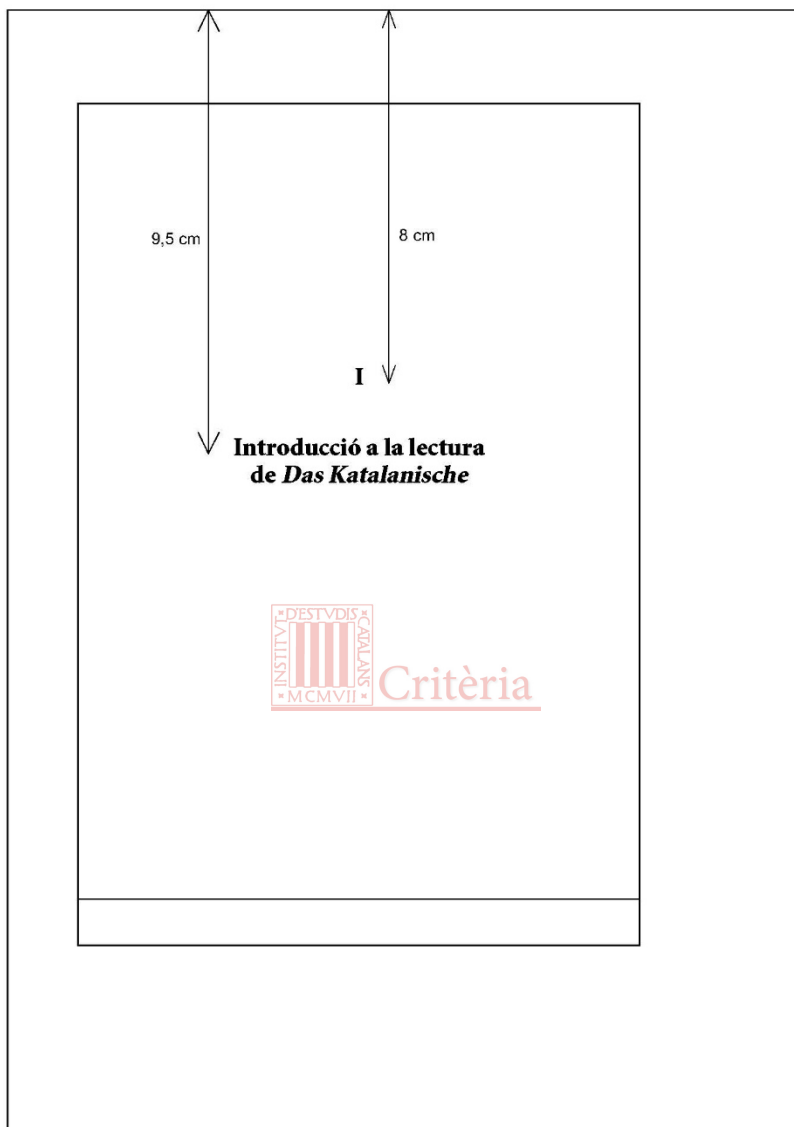 9,5 cm
8 cm
I
Introducció a la lectura
de Das Katalanische
INSTITVT D'ESTVDIS CATALANS
MCMVII
Critèria